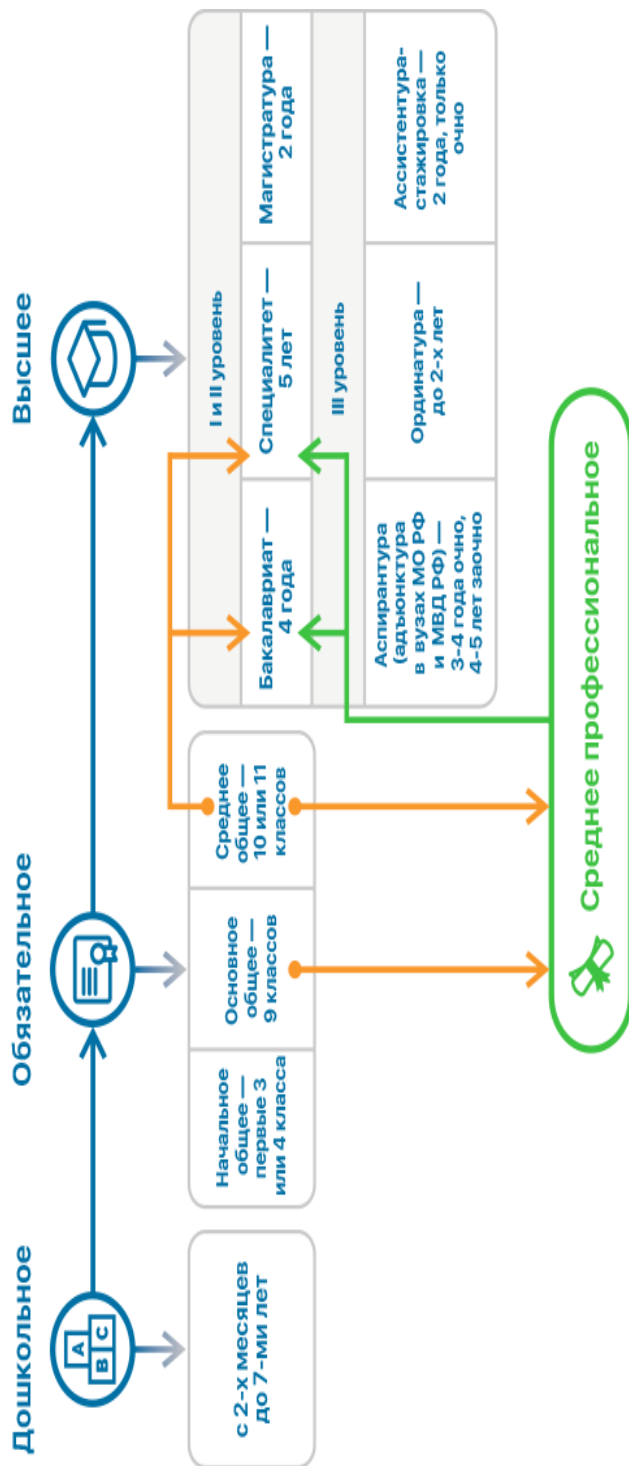 Дошкольное
Обязательное
Высшее
A
B
C
с 2-х месяцев
до 7-ми лет
Начальное
общее —
первые 3
или 4 класса
Основное
общее —
9 классов
Среднее
общее —
10 или 11
классов
I и II уровень
Бакалавриат —
4 года
Специалитет —
5 лет
Магистратура —
2 года
III уровень
Аспирантура
(адъюнктура
в вузах МО РФ
и МВД РФ) —
3–4 года очно,
4–5 лет заочно
Ординатура —
до 2-х лет
Ассистентура-
стажировка —
2 года, только
очно
Среднее профессиональное